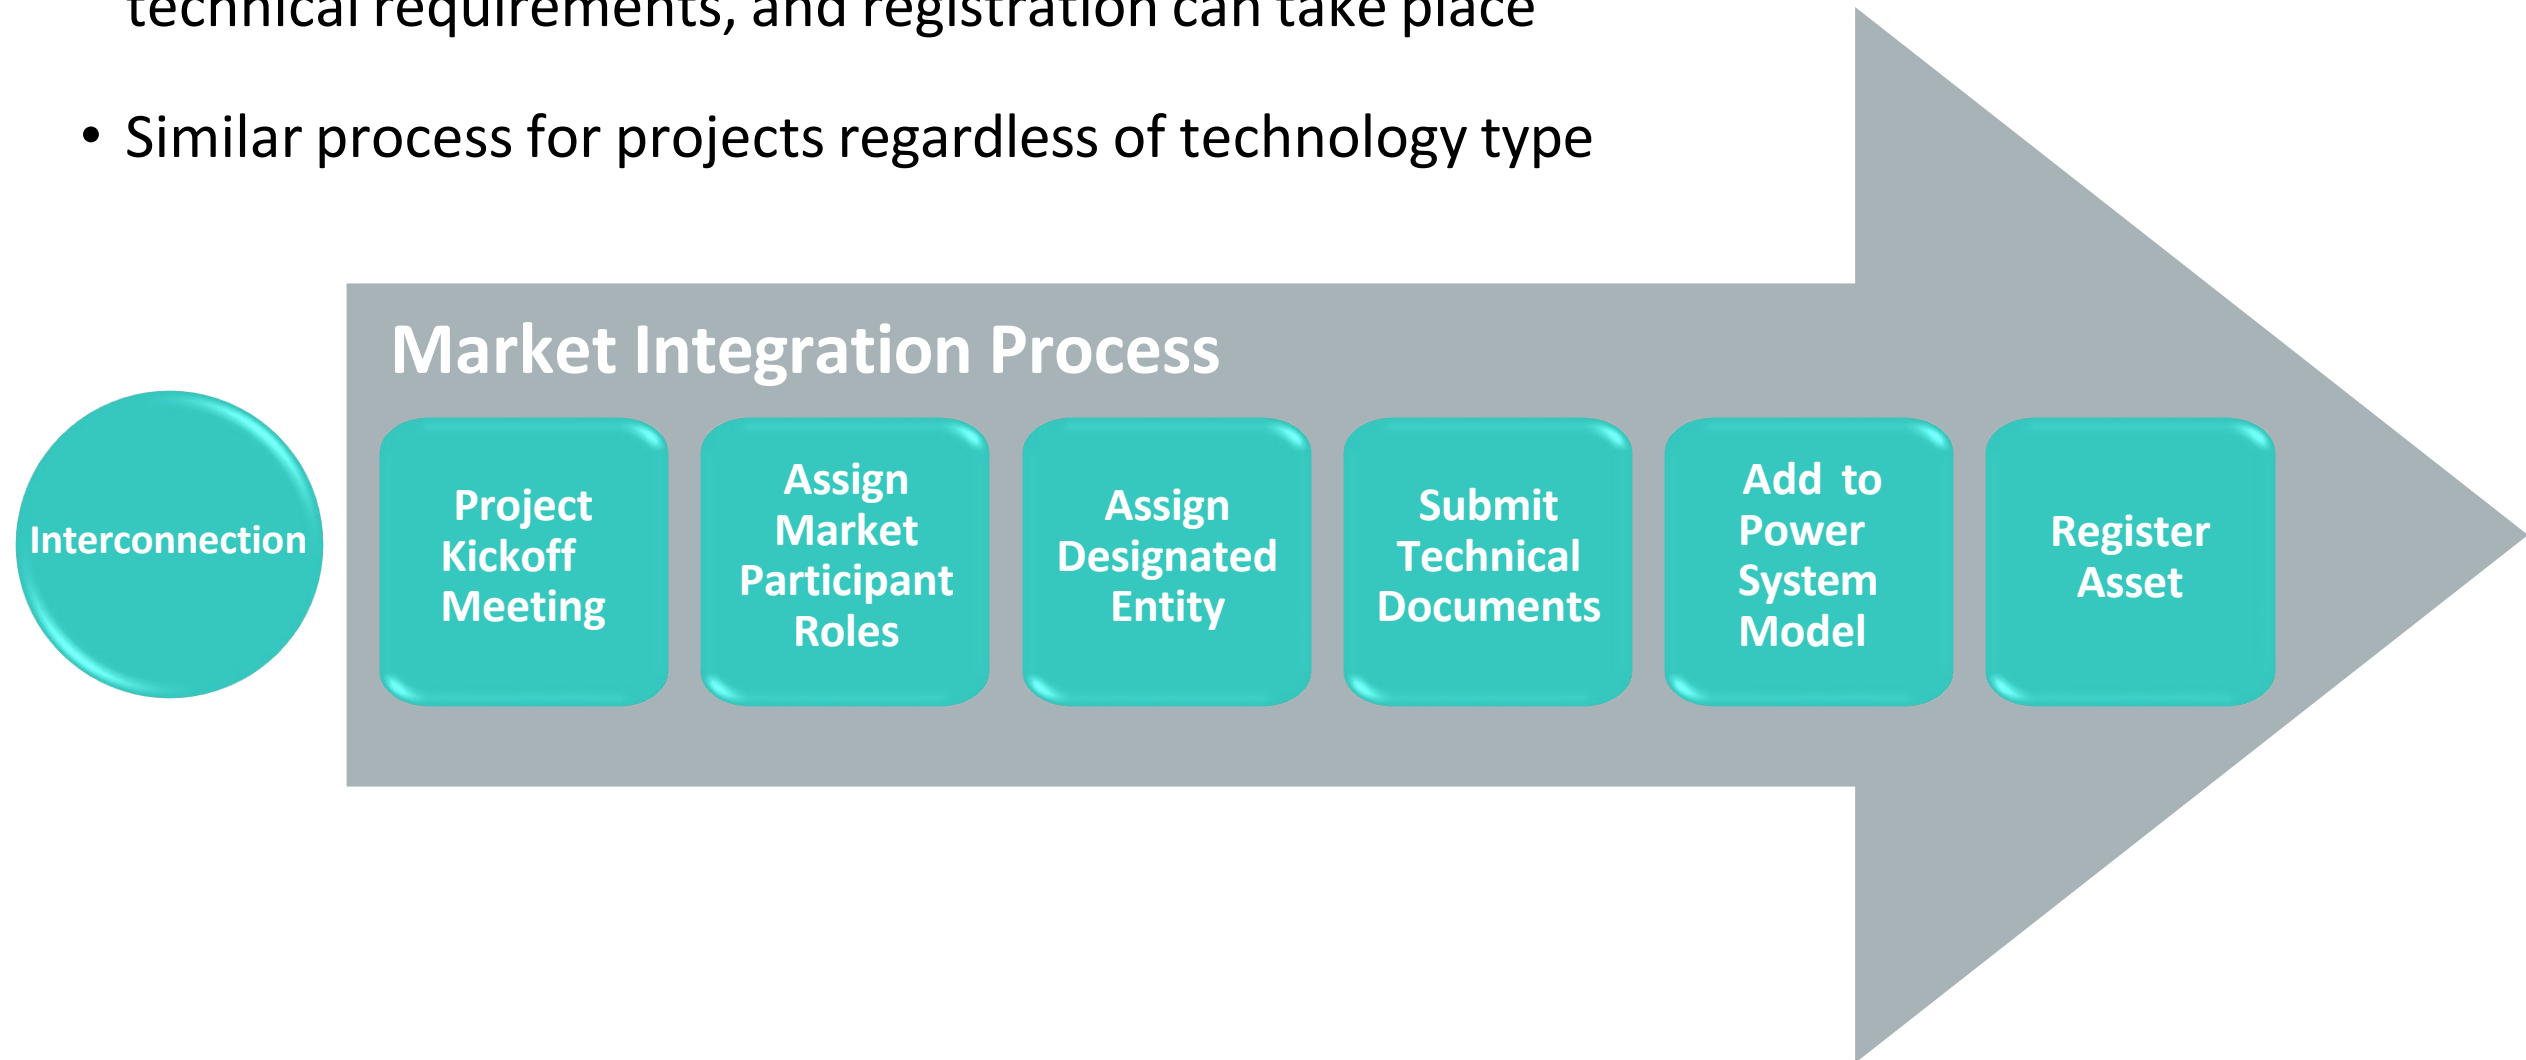 technical requirements, and registration can take place
• Similar process for projects regardless of technology type
Market Integration Process
Interconnection
Project
Kickoff
Meeting
Assign
Market
Participant
Roles
Assign
Designated
Entity
Submit
Technical
Documents
Add to
Power
System
Model
Register
Asset